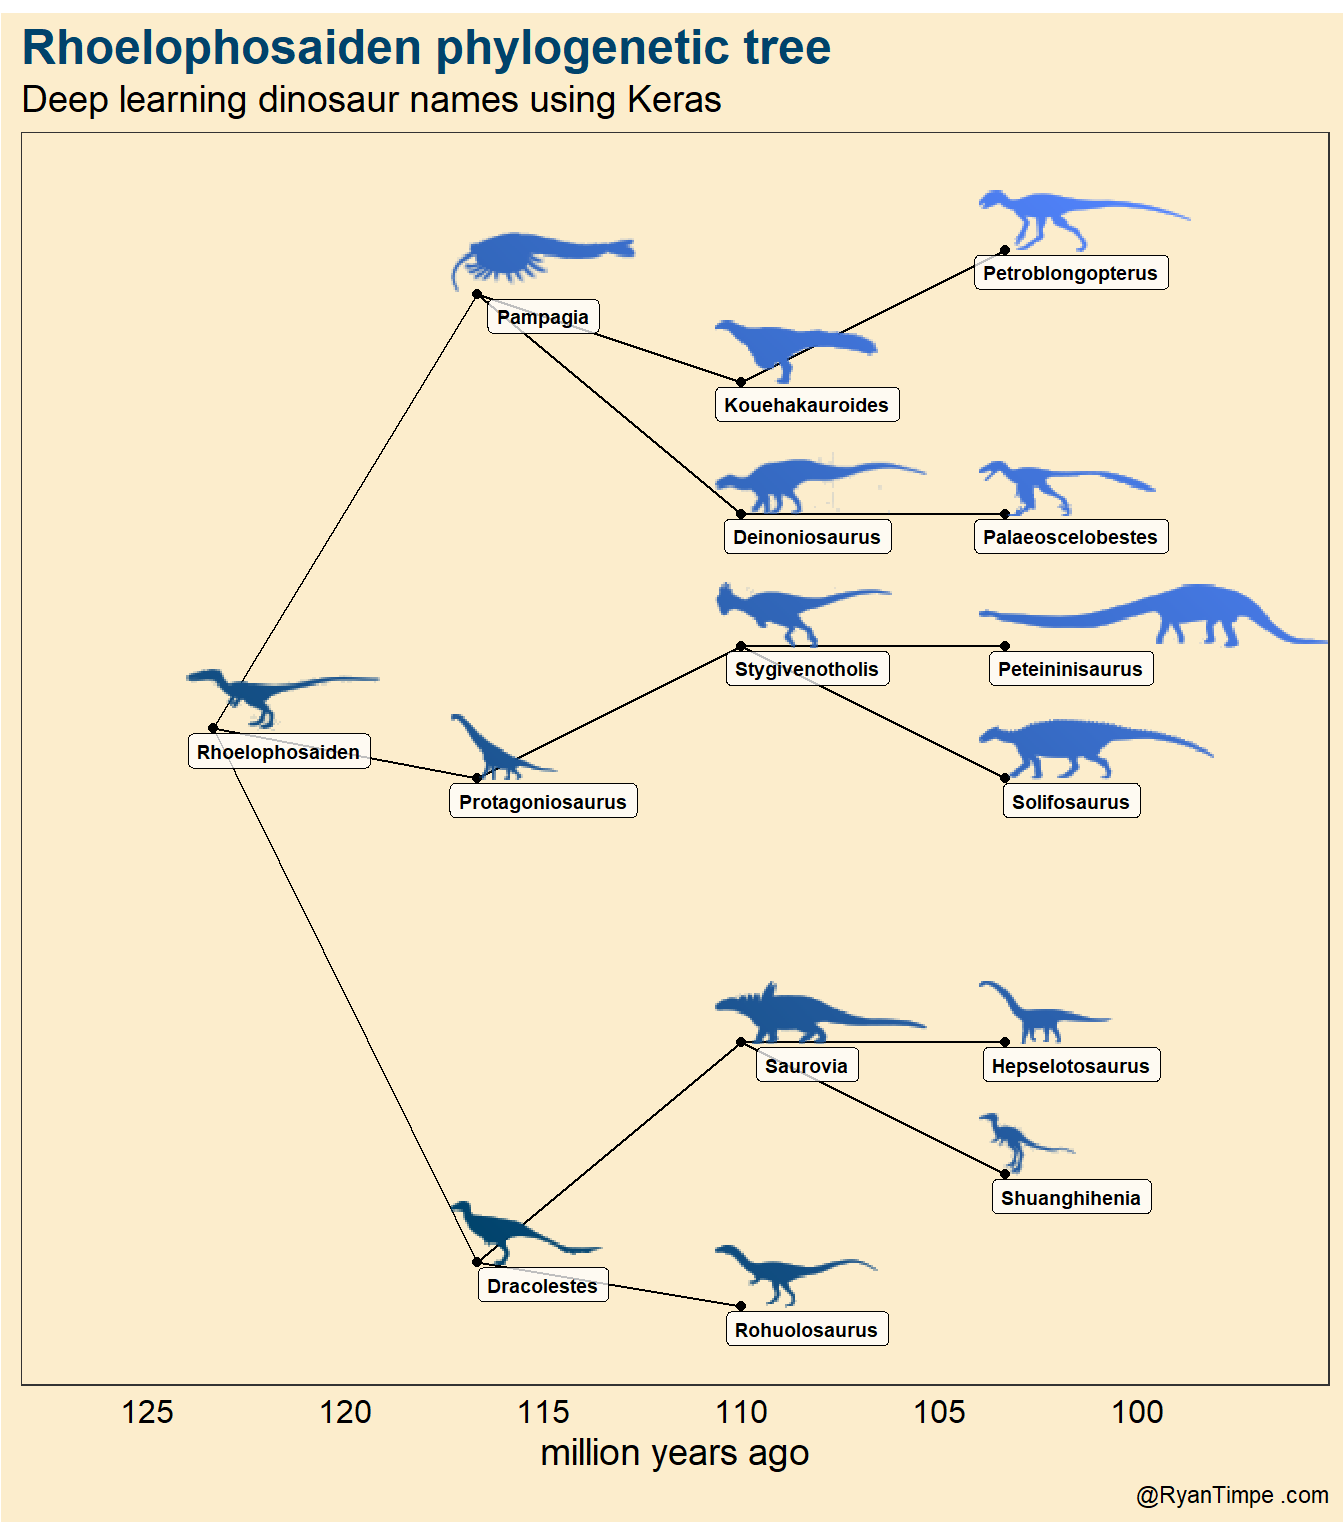 Rhoelophosaiden phylogenetic tree
Deep learning dinosaur names using Keras
Petroblongopterus
Pampagia
Kouehakauroides
Deinoniosaurus
Palaeoscelobestes
Stygivenotholis
Peteininisaurus
Rhoelophosaiden
Protagoniosaurus
Solifosaurus
Saurovia
Hepselotosaurus
Shuanghihenia
Dracolestes
Rohuolosaurus
125 120 115 110 105 100
million years ago
@RyanTimpe .com